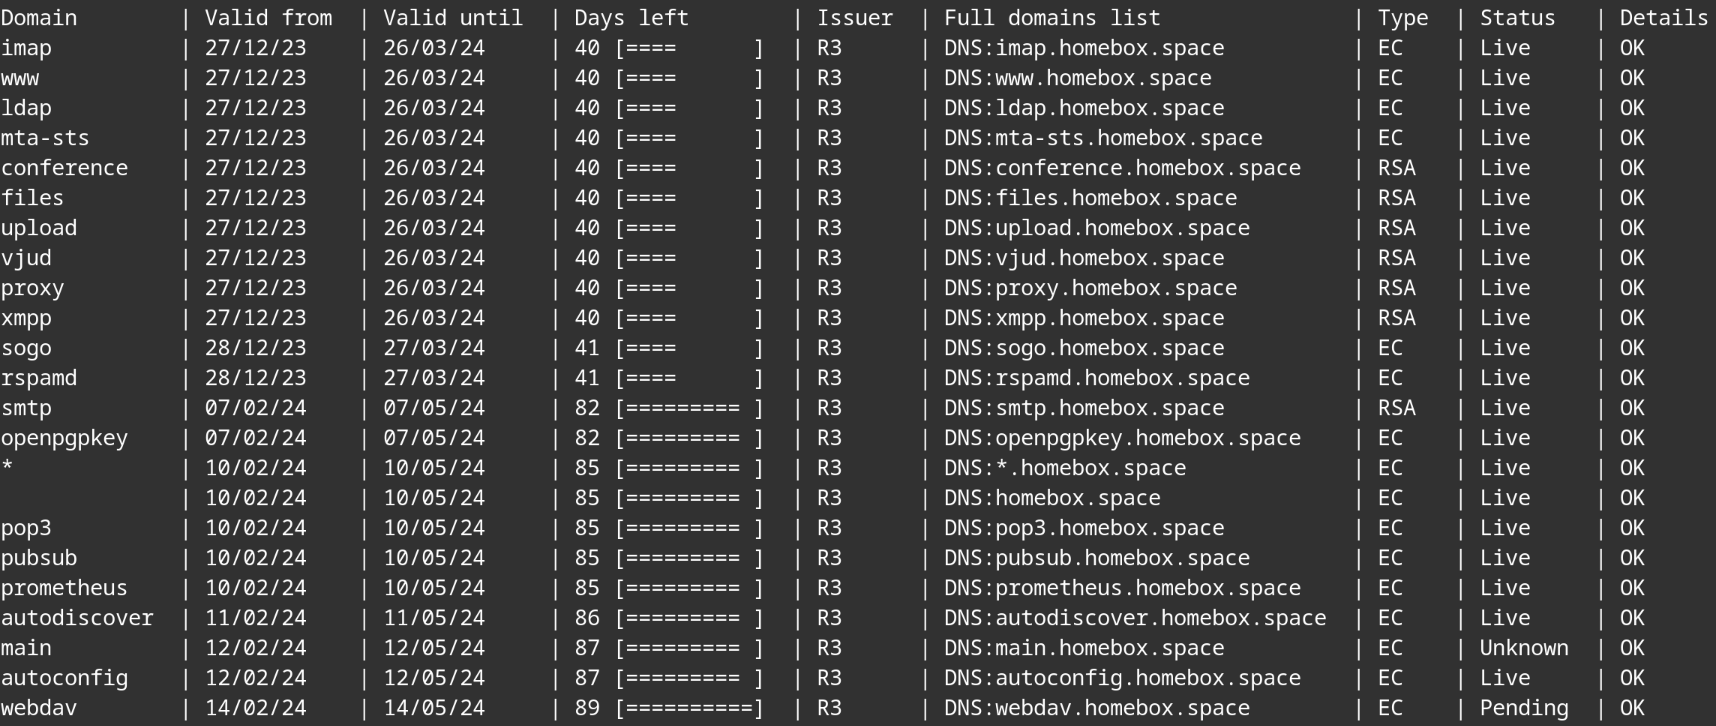 Domain        | Valid from  | Valid until  | Days left        | Issuer  | Full domains list               | Type  | Status   | Details
imap          | 27/12/23    | 26/03/24     | 40 [====      ]  | R3      | DNS:imap.homebox.space          | EC    | Live     | OK
www           | 27/12/23    | 26/03/24     | 40 [====      ]  | R3      | DNS:www.homebox.space           | EC    | Live     | OK
ldap          | 27/12/23    | 26/03/24     | 40 [====      ]  | R3      | DNS:ldap.homebox.space          | EC    | Live     | OK
mta-sts       | 27/12/23    | 26/03/24     | 40 [====      ]  | R3      | DNS:mta-sts.homebox.space       | EC    | Live     | OK
conference    | 27/12/23    | 26/03/24     | 40 [====      ]  | R3      | DNS:conference.homebox.space    | RSA   | Live     | OK
files         | 27/12/23    | 26/03/24     | 40 [====      ]  | R3      | DNS:files.homebox.space         | RSA   | Live     | OK
upload        | 27/12/23    | 26/03/24     | 40 [====      ]  | R3      | DNS:upload.homebox.space        | RSA   | Live     | OK
vjud          | 27/12/23    | 26/03/24     | 40 [====      ]  | R3      | DNS:vjud.homebox.space          | RSA   | Live     | OK
proxy         | 27/12/23    | 26/03/24     | 40 [====      ]  | R3      | DNS:proxy.homebox.space         | RSA   | Live     | OK
xmpp          | 27/12/23    | 26/03/24     | 40 [====      ]  | R3      | DNS:xmpp.homebox.space          | RSA   | Live     | OK
sogo          | 28/12/23    | 27/03/24     | 41 [====      ]  | R3      | DNS:sogo.homebox.space          | EC    | Live     | OK
rspamd        | 28/12/23    | 27/03/24     | 41 [====      ]  | R3      | DNS:rspamd.homebox.space        | EC    | Live     | OK
smtp          | 07/02/24    | 07/05/24     | 82 [========= ]  | R3      | DNS:smtp.homebox.space          | RSA   | Live     | OK
openpgpkey    | 07/02/24    | 07/05/24     | 82 [========= ]  | R3      | DNS:openpgpkey.homebox.space    | EC    | Live     | OK
*             | 10/02/24    | 10/05/24     | 85 [========= ]  | R3      | DNS:*.homebox.space             | EC    | Live     | OK
              | 10/02/24    | 10/05/24     | 85 [========= ]  | R3      | DNS:homebox.space               | EC    | Live     | OK
pop3          | 10/02/24    | 10/05/24     | 85 [========= ]  | R3      | DNS:pop3.homebox.space          | EC    | Live     | OK
pubsub        | 10/02/24    | 10/05/24     | 85 [========= ]  | R3      | DNS:pubsub.homebox.space        | EC    | Live     | OK
prometheus    | 10/02/24    | 10/05/24     | 85 [========= ]  | R3      | DNS:prometheus.homebox.space    | EC    | Live     | OK
autodiscover  | 11/02/24    | 11/05/24     | 86 [========= ]  | R3      | DNS:autodiscover.homebox.space  | EC    | Live     | OK
main          | 12/02/24    | 12/05/24     | 87 [========= ]  | R3      | DNS:main.homebox.space          | EC    | Unknown  | OK
autoconfig    | 12/02/24    | 12/05/24     | 87 [========= ]  | R3      | DNS:autoconfig.homebox.space    | EC    | Live     | OK
webdav        | 14/02/24    | 14/05/24     | 89 [==========]  | R3      | DNS:webdav.homebox.space        | EC    | Pending  | OK